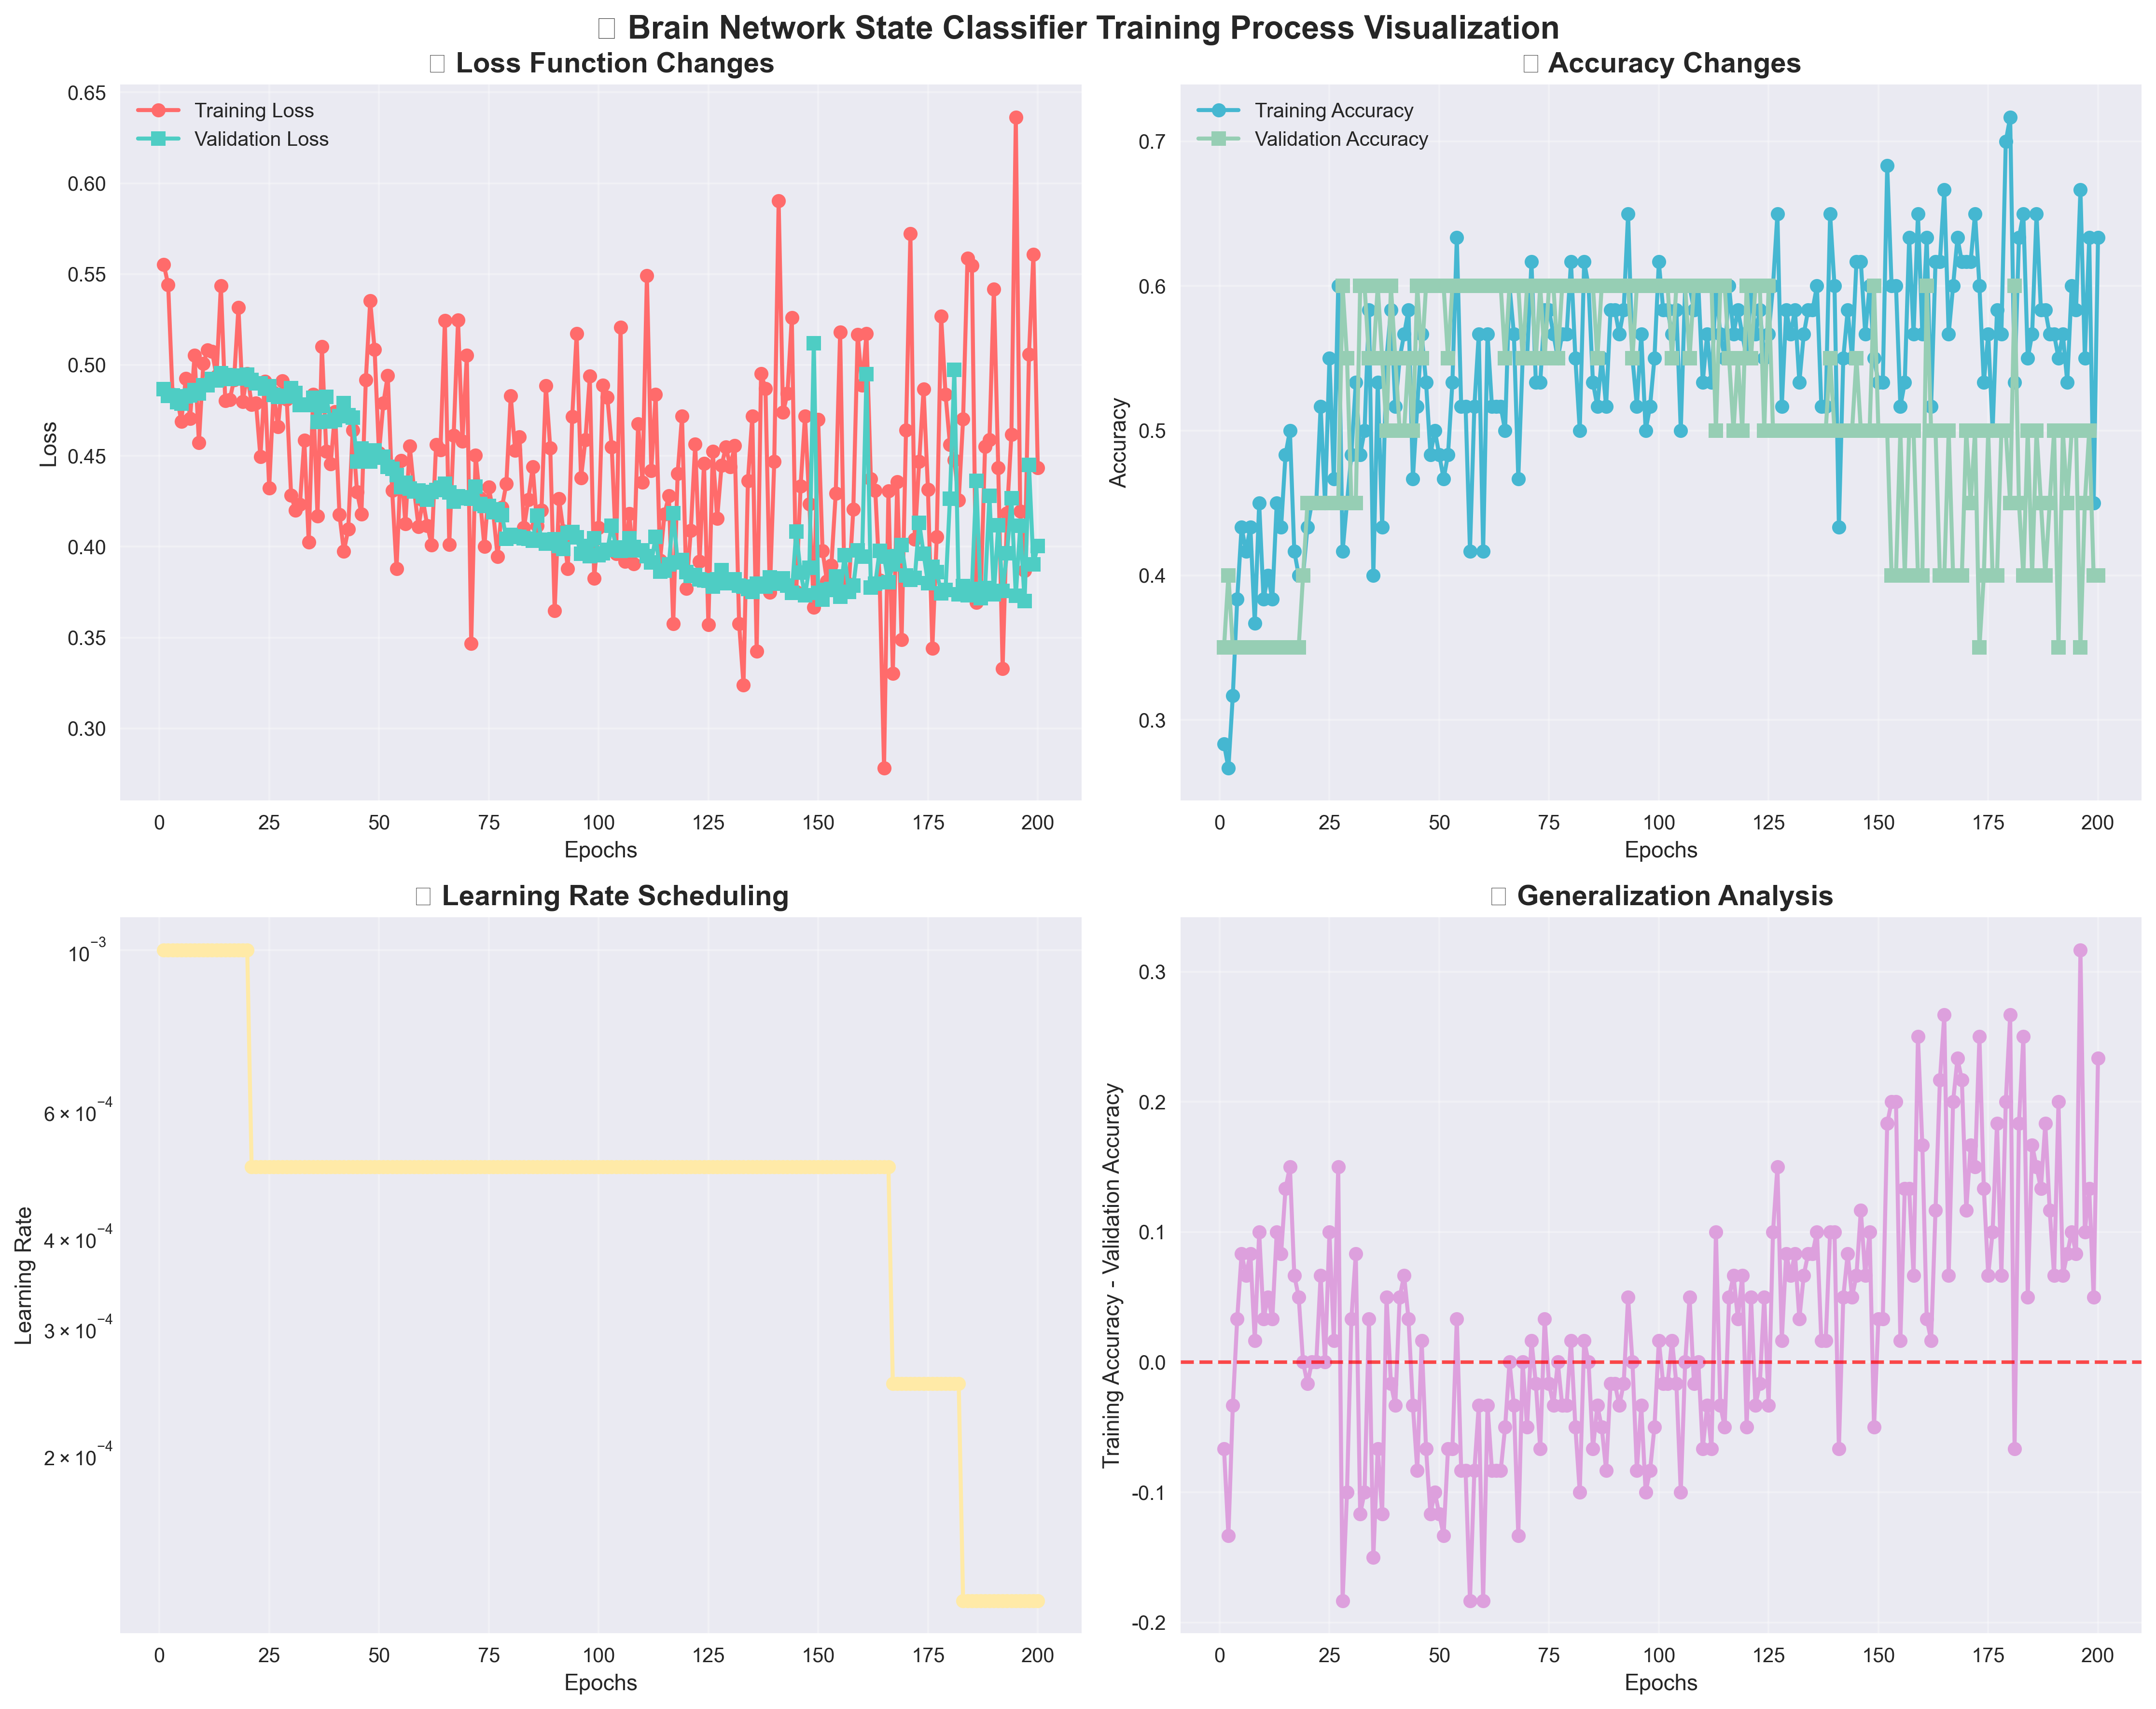 Brain Network State Classifier Training Process Visualization
Loss Function Changes
Training Loss
Validation Loss
0.65
0.60
0.55
0.50
0.45
0.40
0.35
0.30
Loss
0 25 50 75 100 125 150 175 200
Epochs
Accuracy Changes
Training Accuracy
Validation Accuracy
0.7
0.6
0.5
0.4
0.3
Accuracy
0 25 50 75 100 125 150 175 200
Epochs
Learning Rate Scheduling
10⁻³
6 × 10⁻⁴
4 × 10⁻⁴
3 × 10⁻⁴
2 × 10⁻⁴
Learning Rate
0 25 50 75 100 125 150 175 200
Epochs
Generalization Analysis
0.3
0.2
0.1
0.0
-0.1
-0.2
Training Accuracy - Validation Accuracy
0 25 50 75 100 125 150 175 200
Epochs